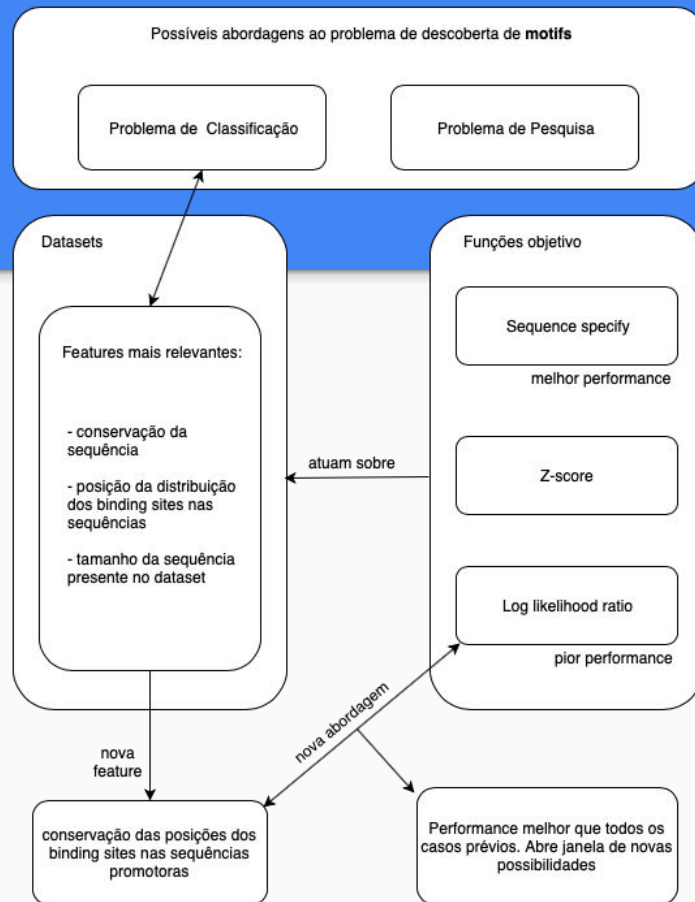 Possíveis abordagens ao problema de descoberta de motifs
Problema de Classificação
Problema de Pesquisa
Datasets
Features mais relevantes:
- conservação da
sequência
- posição da distribuição
dos binding sites nas
sequências
- tamanho da sequência
presente no dataset
atuam sobre
Funções objetivo
Sequence specify
melhor performance
Z-score
Log likelihood ratio
pior performance
nova abordagem
nova
feature
conservação das posições dos
binding sites nas sequências
promotoras
Performance melhor que todos os
casos prévios. Abre janela de novas
possibilidades